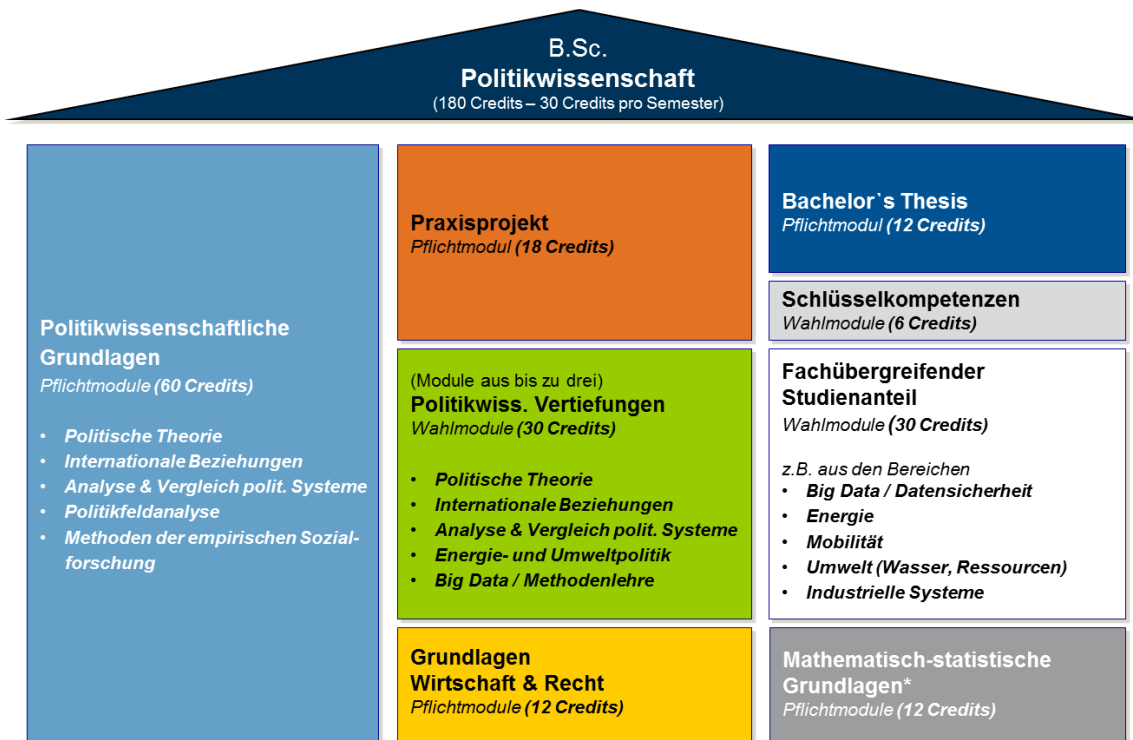 B.Sc.
Politikwissenschaft
(180 Credits – 30 Credits pro Semester)
Politikwissenschaftliche
Grundlagen
Pflichtmodule (60 Credits)
• Politische Theorie
• Internationale Beziehungen
• Analyse & Vergleich polit. Systeme
• Politikfeldanalyse
• Methoden der empirischen Sozial-
forschung
Praxisprojekt
Pflichtmodul (18 Credits)
(Module aus bis zu drei)
Politikwiss. Vertiefungen
Wahlmodule (30 Credits)
• Politische Theorie
• Internationale Beziehungen
• Analyse & Vergleich polit. Systeme
• Energie- und Umweltpolitik
• Big Data / Methodenlehre
Grundlagen
Wirtschaft & Recht
Pflichtmodule (12 Credits)
Bachelor`s Thesis
Pflichtmodul (12 Credits)
Schlüsselkompetenzen
Wahlmodule (6 Credits)
Fachübergreifender
Studienanteil
Wahlmodule (30 Credits)
z.B. aus den Bereichen
• Big Data / Datensicherheit
• Energie
• Mobilität
• Umwelt (Wasser, Ressourcen)
• Industrielle Systeme
Mathematisch-statistische
Grundlagen*
Pflichtmodule (12 Credits)